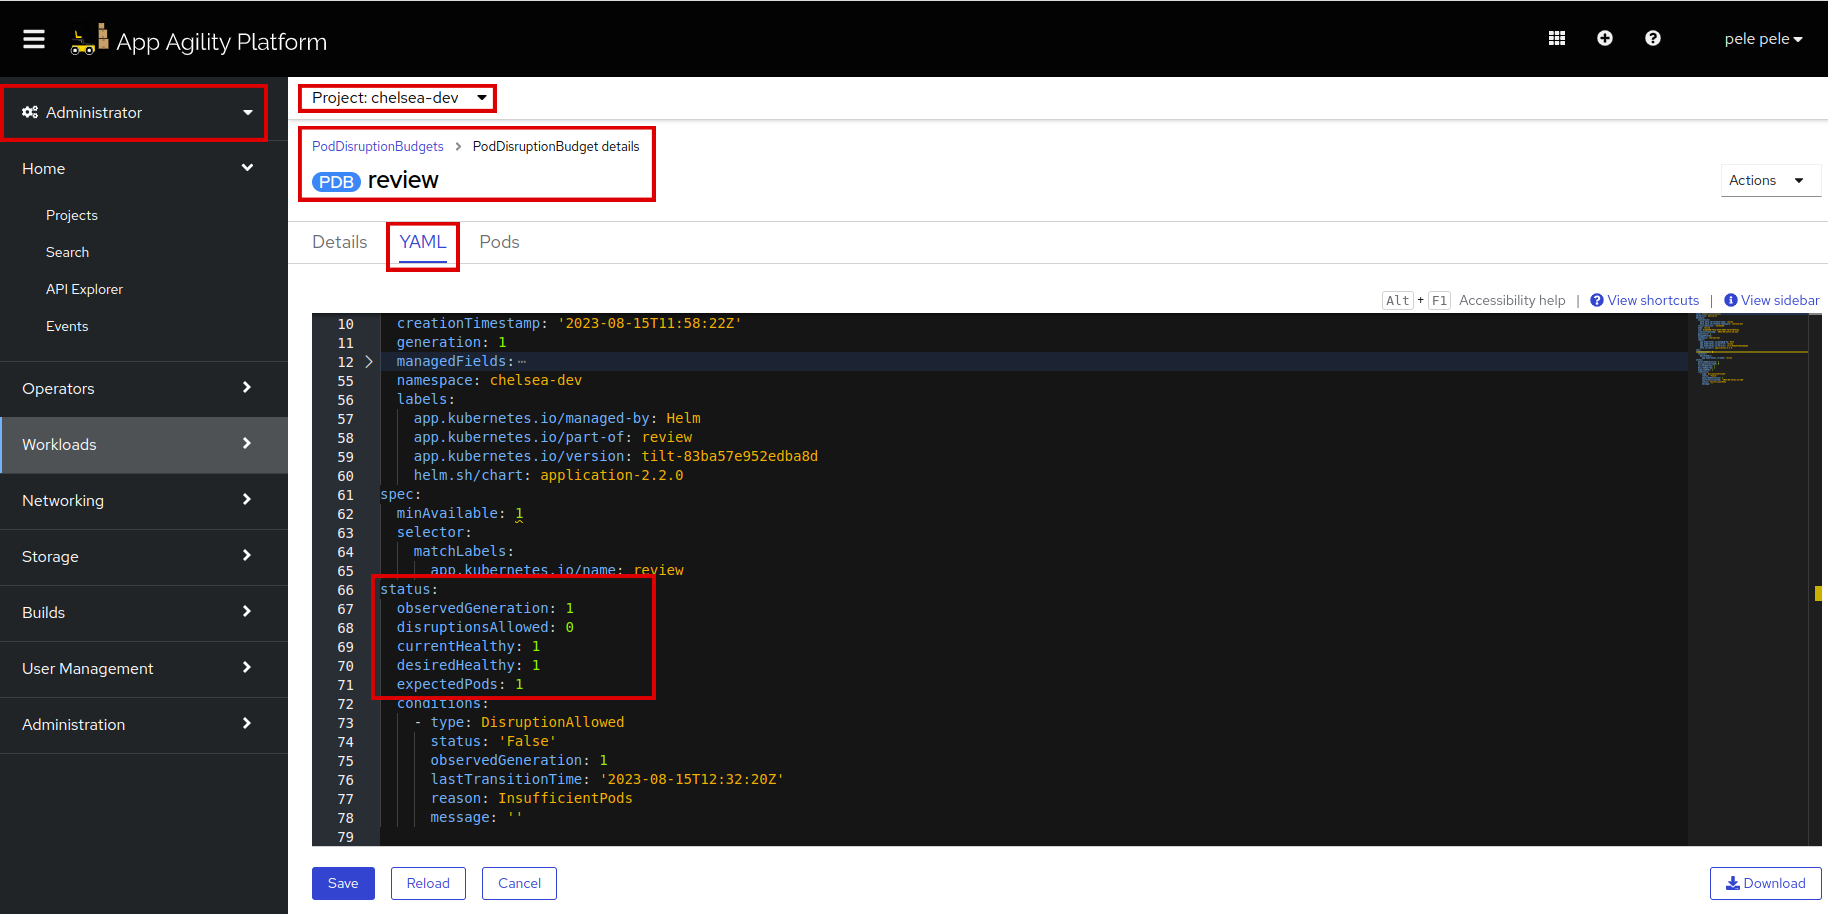 App Agility Platform
pele pele
Administrator
Home
Projects
Search
API Explorer
Events
Operators
Workloads
Networking
Storage
Builds
User Management
Administration
Project: chelsea-dev
PodDisruptionBudgets > PodDisruptionBudget details
PDB review
Actions
Details YAML Pods
Alt + F1 Accessibility help | View shortcuts | View sidebar
10 creationTimestamp: '2023-08-15T11:58:22Z'
11 generation: 1
12 managedFields:
55 namespace: chelsea-dev
56 labels:
57 app.kubernetes.io/managed-by: Helm
58 app.kubernetes.io/part-of: review
59 app.kubernetes.io/version: tilt-83ba57e952edba8d
60 helm.sh/chart: application-2.2.0
61 spec:
62 minAvailable: 1
63 selector:
64 matchLabels:
65 app.kubernetes.io/name: review
66 status:
67 observedGeneration: 1
68 disruptionsAllowed: 0
69 currentHealthy: 1
70 desiredHealthy: 1
71 expectedPods: 1
72 conditions:
73 - type: DisruptionAllowed
74 status: 'False'
75 observedGeneration: 1
76 lastTransitionTime: '2023-08-15T12:32:20Z'
77 reason: InsufficientPods
78 message: ''
79
Save Reload Cancel Download